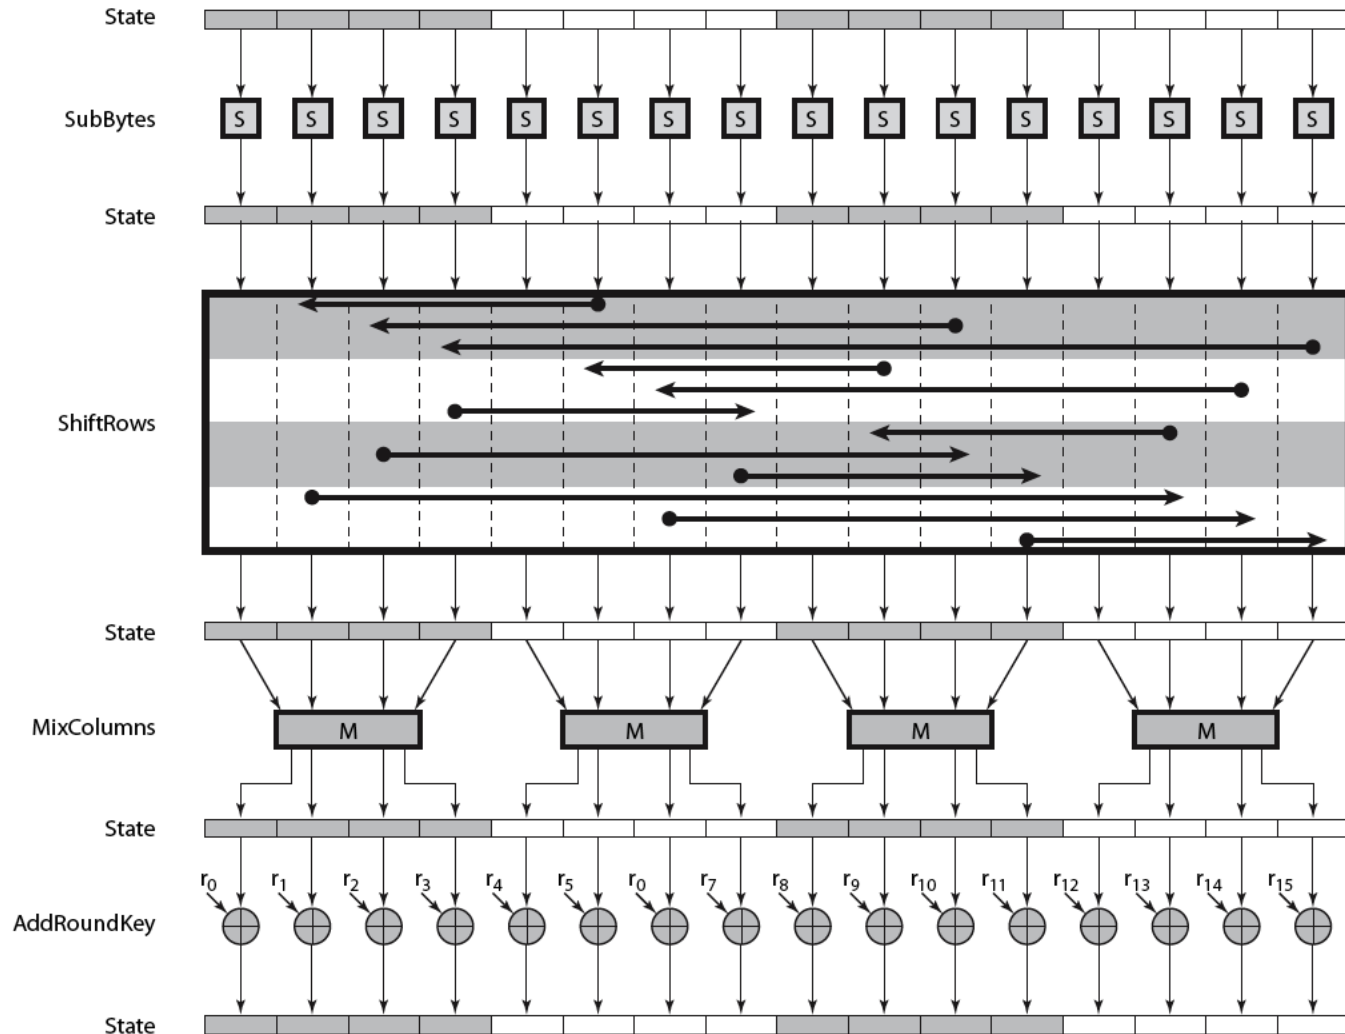 State
SubBytes S S S S S S S S S S S S S S S S
State
ShiftRows
State
MixColumns M M M M
State
r0 r1 r2 r3 r4 r5 r0 r7 r8 r9 r10 r11 r12 r13 r14 r15
AddRoundKey
State